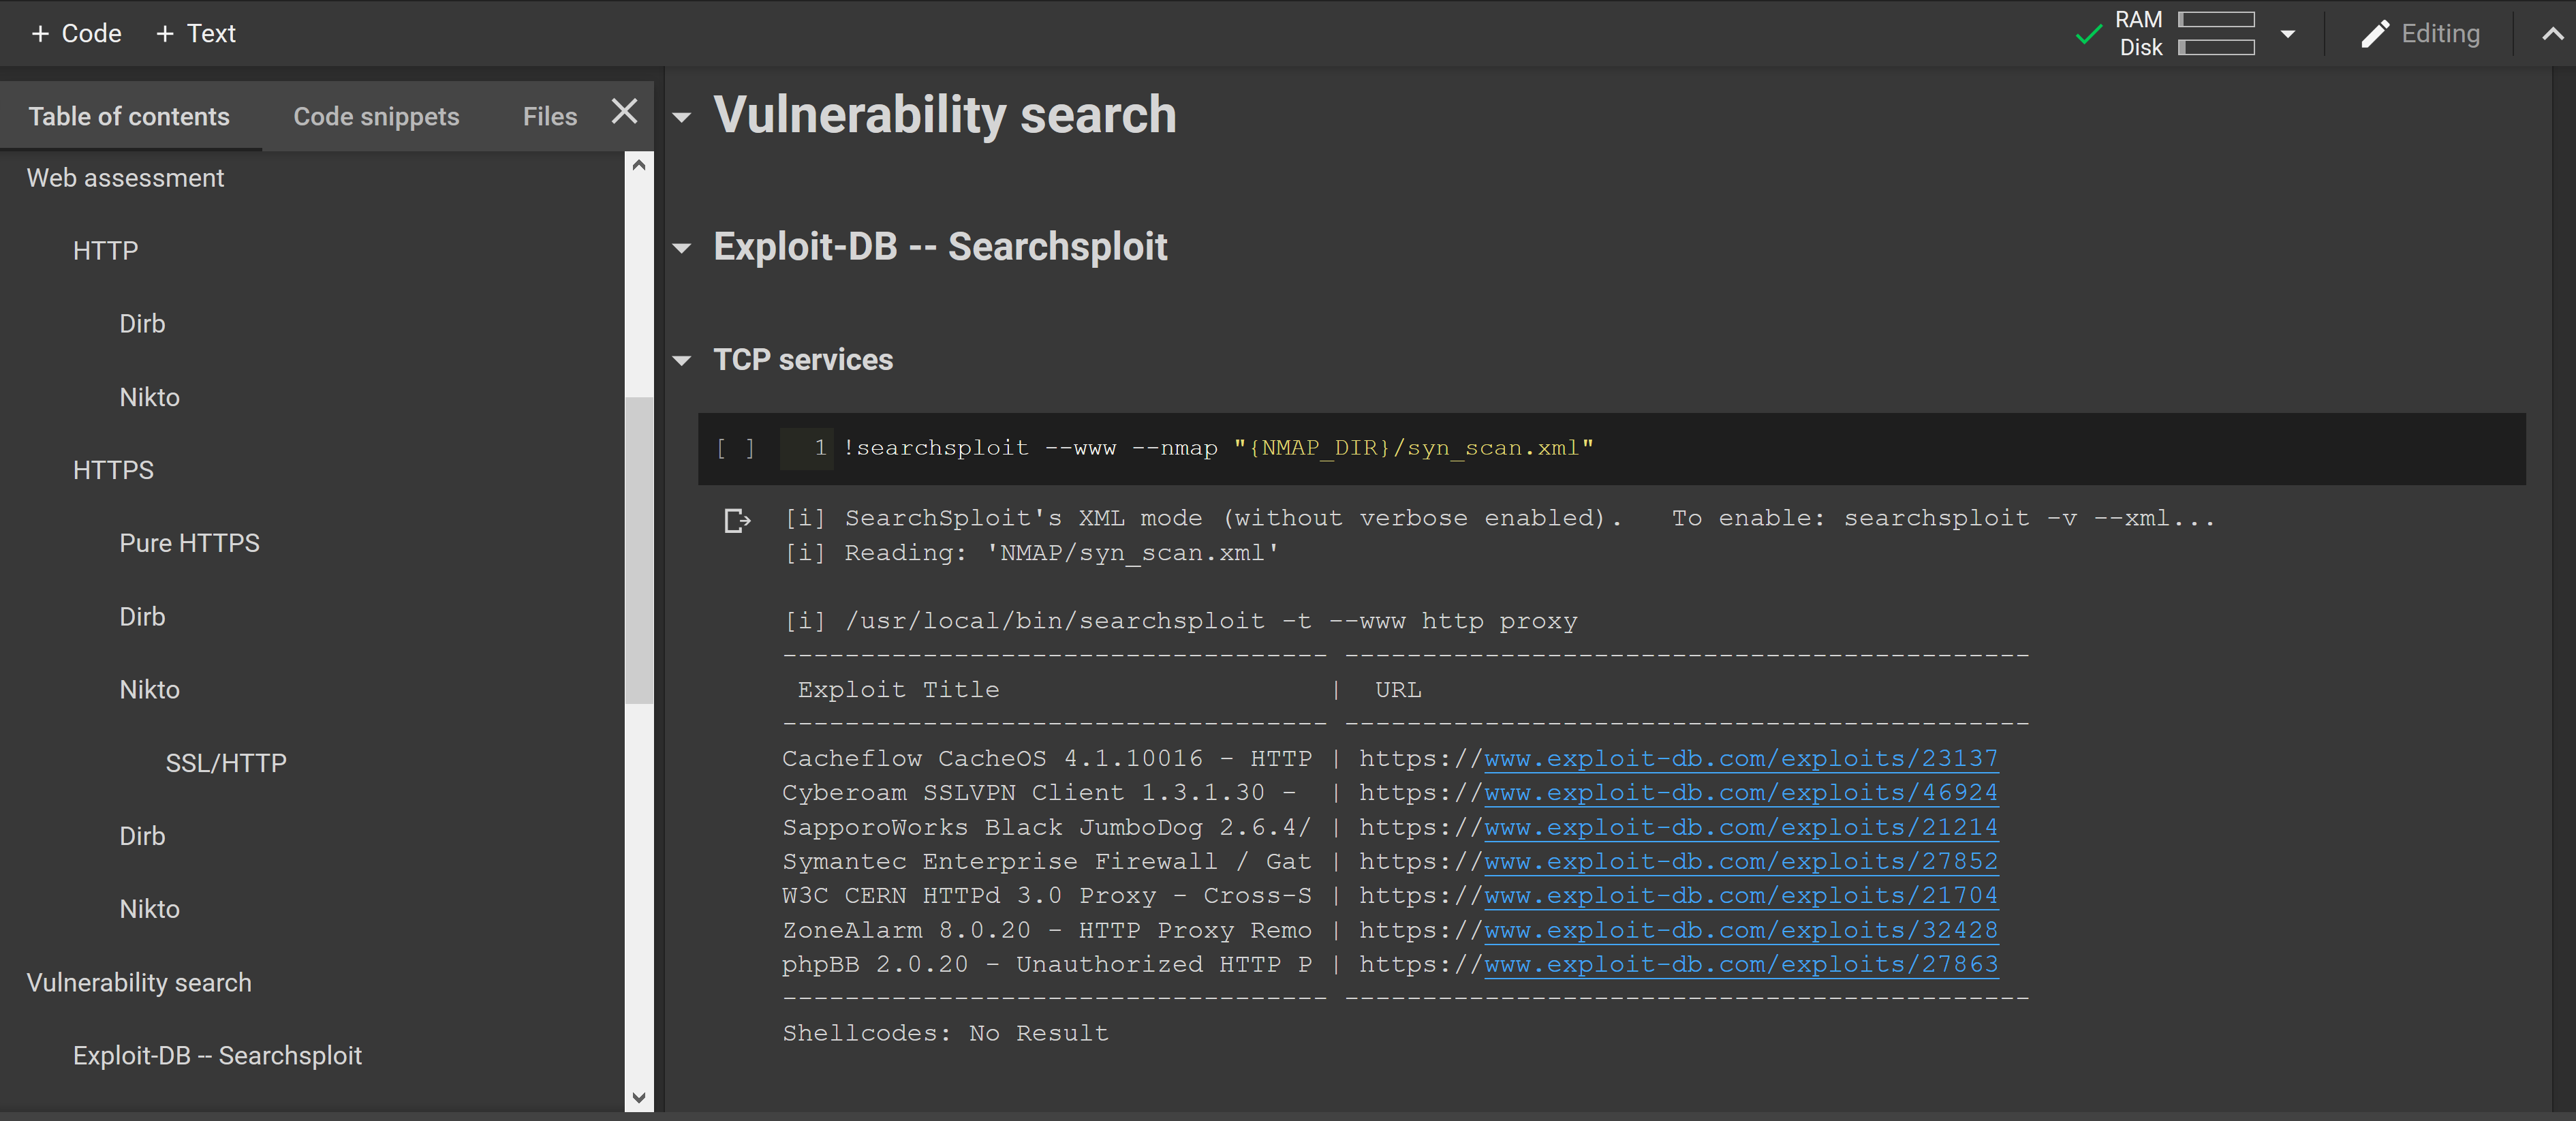 + Code + Text
RAM
Disk
Editing
Table of contents Code snippets Files
Web assessment
HTTP
Dirb
Nikto
HTTPS
Pure HTTPS
Dirb
Nikto
SSL/HTTP
Dirb
Nikto
Vulnerability search
Exploit-DB -- Searchsploit
Vulnerability search
Exploit-DB -- Searchsploit
TCP services
[ ] 1 !searchsploit --www --nmap "{NMAP_DIR}/syn_scan.xml"
[i] SearchSploit's XML mode (without verbose enabled).   To enable: searchsploit -v --xml...
[i] Reading: 'NMAP/syn_scan.xml'
[i] /usr/local/bin/searchsploit -t --www http proxy
----------------------------------- --------------------------------------------
Exploit Title | URL
----------------------------------- --------------------------------------------
Cacheflow CacheOS 4.1.10016 - HTTP | https://www.exploit-db.com/exploits/23137
Cyberoam SSLVPN Client 1.3.1.30 - | https://www.exploit-db.com/exploits/46924
SapporoWorks Black JumboDog 2.6.4/ | https://www.exploit-db.com/exploits/21214
Symantec Enterprise Firewall / Gat | https://www.exploit-db.com/exploits/27852
W3C CERN HTTPd 3.0 Proxy - Cross-S | https://www.exploit-db.com/exploits/21704
ZoneAlarm 8.0.20 - HTTP Proxy Remo | https://www.exploit-db.com/exploits/32428
phpBB 2.0.20 - Unauthorized HTTP P | https://www.exploit-db.com/exploits/27863
----------------------------------- --------------------------------------------
Shellcodes: No Result